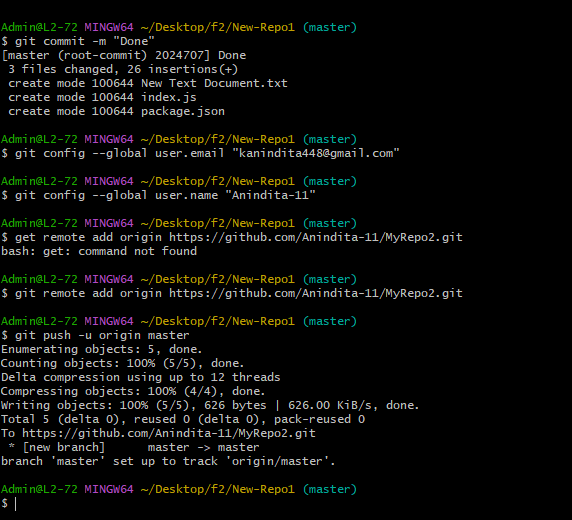 Admin@L2-72 MINGW64 ~/Desktop/f2/New-Repo1 (master)
$ git commit -m "Done"
[master (root-commit) 2024707] Done
 3 files changed, 26 insertions(+)
 create mode 100644 New Text Document.txt
 create mode 100644 index.js
 create mode 100644 package.json
Admin@L2-72 MINGW64 ~/Desktop/f2/New-Repo1 (master)
$ git config --global user.email "kanindita448@gmail.com"
Admin@L2-72 MINGW64 ~/Desktop/f2/New-Repo1 (master)
$ git config --global user.name "Anindita-11"
Admin@L2-72 MINGW64 ~/Desktop/f2/New-Repo1 (master)
$ get remote add origin https://github.com/Anindita-11/MyRepo2.git
bash: get: command not found
Admin@L2-72 MINGW64 ~/Desktop/f2/New-Repo1 (master)
$ git remote add origin https://github.com/Anindita-11/MyRepo2.git
Admin@L2-72 MINGW64 ~/Desktop/f2/New-Repo1 (master)
$ git push -u origin master
Enumerating objects: 5, done.
Counting objects: 100% (5/5), done.
Delta compression using up to 12 threads
Compressing objects: 100% (4/4), done.
Writing objects: 100% (5/5), 626 bytes | 626.00 KiB/s, done.
Total 5 (delta 0), reused 0 (delta 0), pack-reused 0
To https://github.com/Anindita-11/MyRepo2.git
 * [new branch]      master -> master
branch 'master' set up to track 'origin/master'.
Admin@L2-72 MINGW64 ~/Desktop/f2/New-Repo1 (master)
$